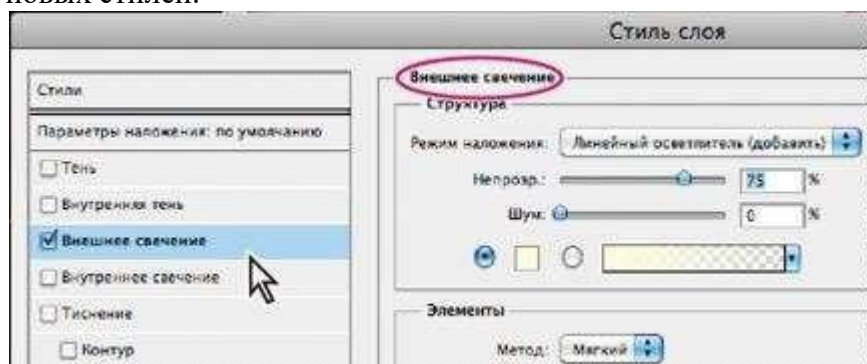 новых стилей.
Стиль слоя
Стили
Параметры наложения: по умолчанию
Тень
Внутренняя тень
Внешнее свечение
Внутреннее свечение
Тиснение
Контур
Внешнее свечение
Структура
Режим наложения: Линейный осветлитель (добавить)
Непрозр.: 75 %
Шум: 0 %
Элементы
Метод: Мягкий